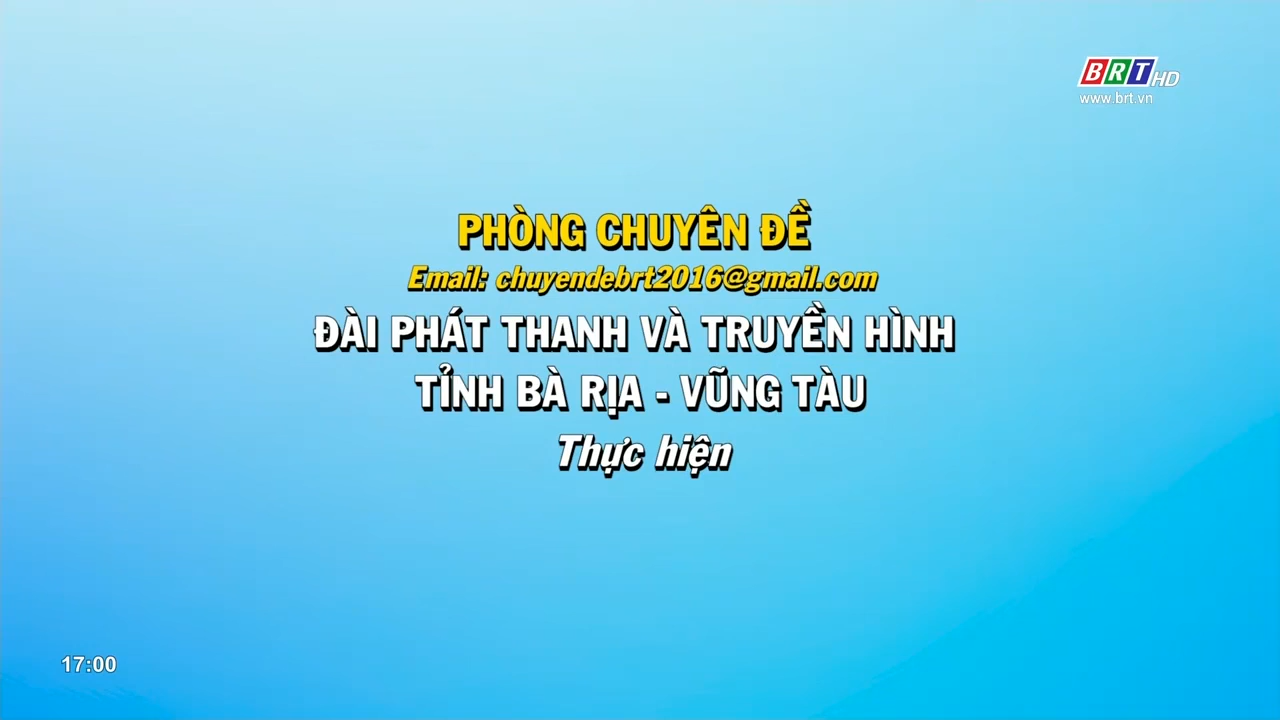 BRT HD
www.brt.vn
PHÒNG CHUYÊN ĐỀ
Email: chuyendebrt2016@gmail.com
ĐÀI PHÁT THANH VÀ TRUYỀN HÌNH
TỈNH BÀ RỊA - VŨNG TÀU
Thực hiện
17:00